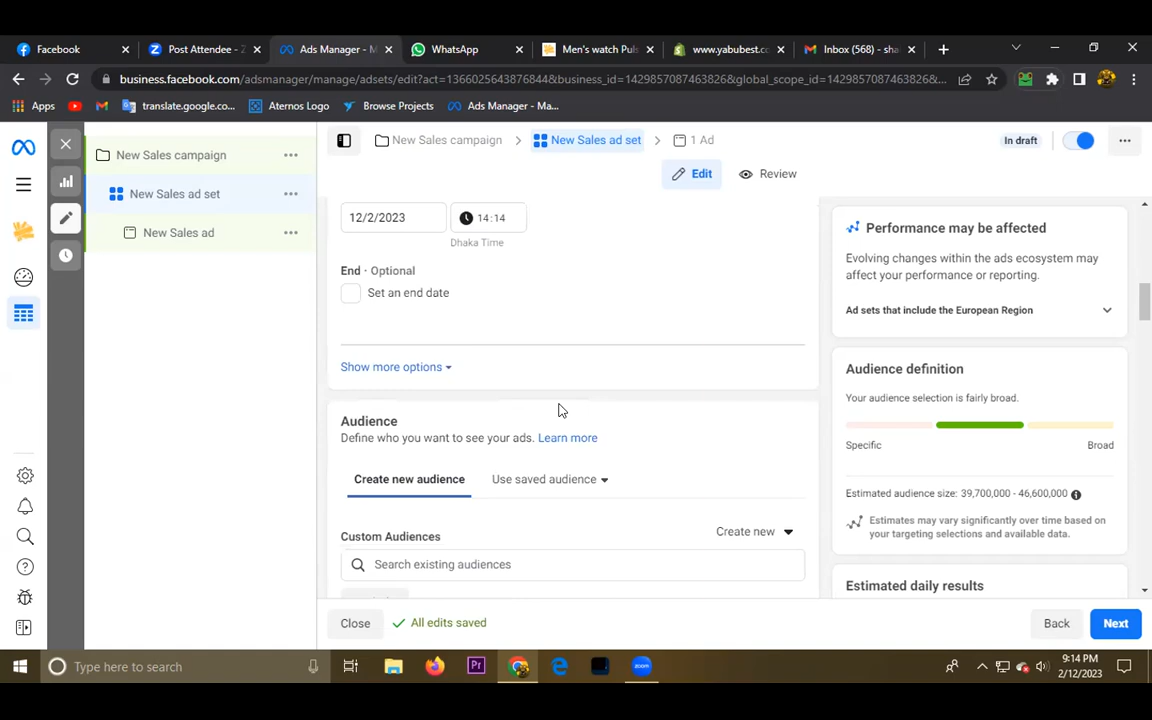 Facebook
Post Attendee - Z
Ads Manager - M
WhatsApp
Men's watch Puls
www.yabubest.c
Inbox (568) - sha
business.facebook.com/adsmanager/manage/adsets/edit?act=1366025643876844&business_id=1429857087463826&global_scope_id=1429857087463826&...
Apps
translate.google.co...
Aternos Logo
Browse Projects
Ads Manager - Ma...
New Sales campaign
New Sales ad set
New Sales ad
New Sales campaign
New Sales ad set
1 Ad
In draft
Edit
Review
12/2/2023
14:14
Dhaka Time
End · Optional
Set an end date
Show more options
Audience
Define who you want to see your ads. Learn more
Create new audience
Use saved audience
Custom Audiences
Create new
Search existing audiences
Performance may be affected
Evolving changes within the ads ecosystem may
affect your performance or reporting.
Ad sets that include the European Region
Audience definition
Your audience selection is fairly broad.
Specific
Broad
Estimated audience size: 39,700,000 - 46,600,000
Estimates may vary significantly over time based on
your targeting selections and available data.
Estimated daily results
Close
All edits saved
Back
Next
Type here to search
Pr
zoom
9:14 PM
2/12/2023